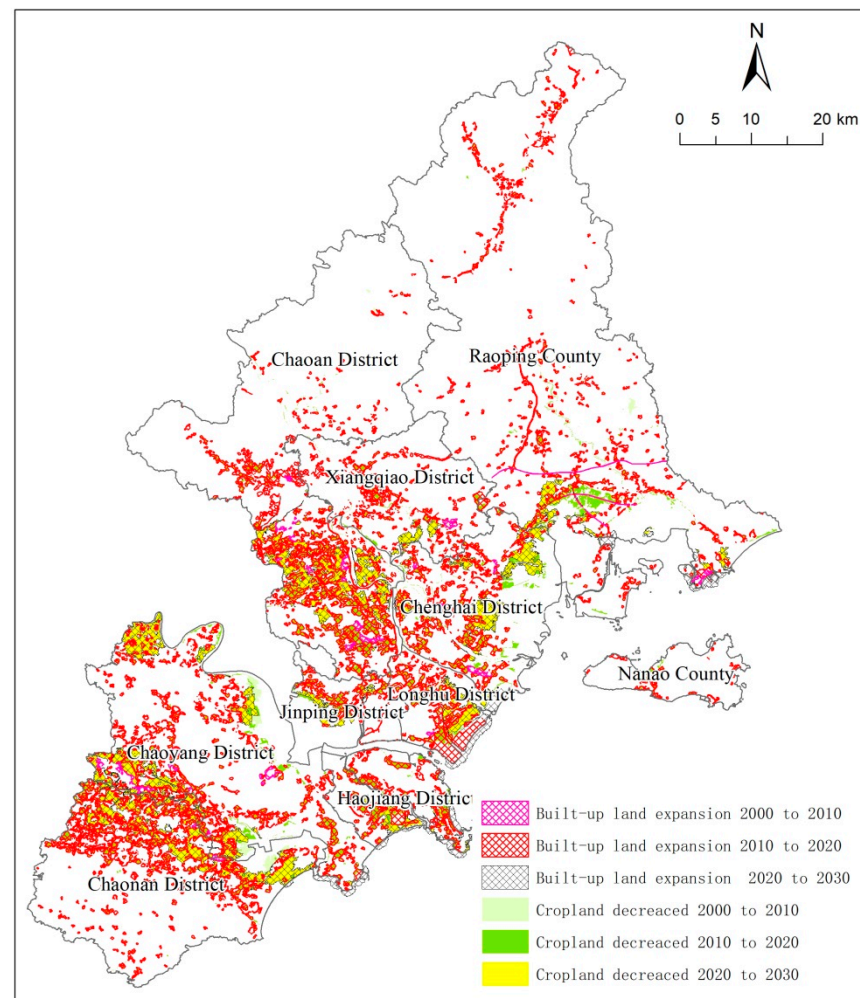 N
0 5 10 20 km
Chaoan District
Raoping County
Xiangqiao District
Chenghai District
Nanao County
Longhu District
Jinping District
Chaoyang District
Haojiang District
Chaonan District
Built-up land expansion 2000 to 2010
Built-up land expansion 2010 to 2020
Built-up land expansion 2020 to 2030
Cropland decreaced 2000 to 2010
Cropland decreaced 2010 to 2020
Cropland decreaced 2020 to 2030